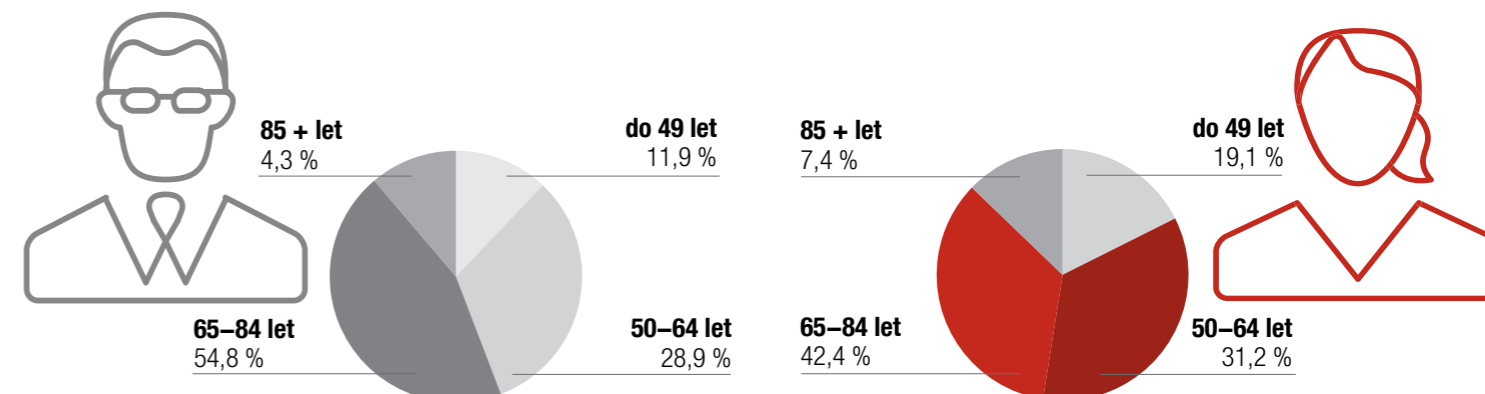 85 + let
4,3 %
do 49 let
11,9 %
65–84 let
54,8 %
50–64 let
28,9 %
85 + let
7,4 %
do 49 let
19,1 %
65–84 let
42,4 %
50–64 let
31,2 %